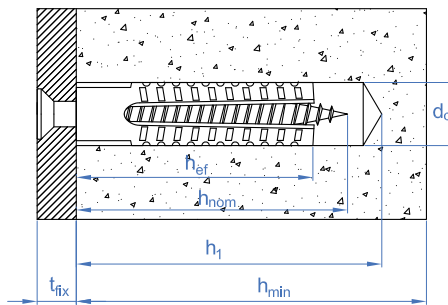 d₀
hef
hnom
h₁
tfix
hmin